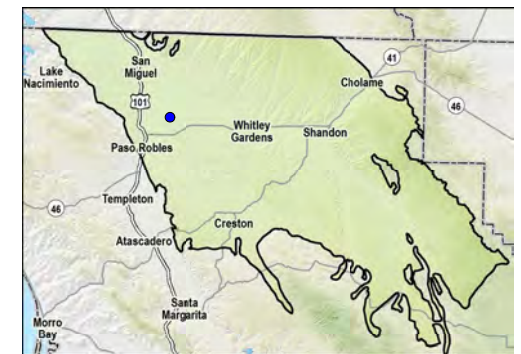 San
Miguel
41
Lake
Nacimiento
Cholame
101
46
Whitley
Gardens
Shandon
Paso Robles
Templeton
46
Creston
Atascadero
Santa
Margarita
Morro
Bay